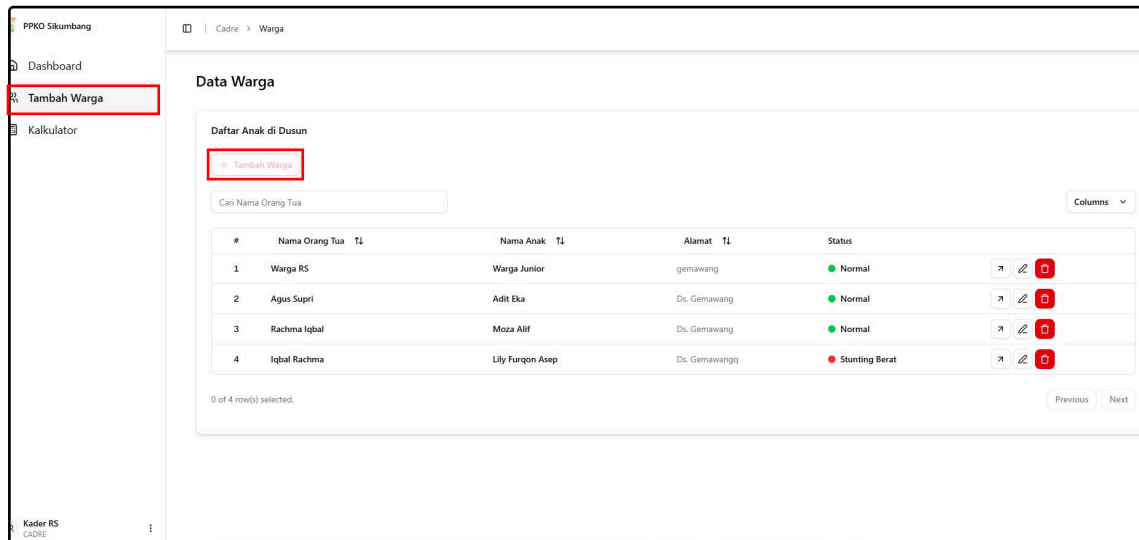 PPKO Sikumbang
Cadre > Warga
Dashboard
Tambah Warga
Kalkulator
Data Warga
Daftar Anak di Dusun
+ Tambah Warga
Cari Nama Orang Tua
Columns
# Nama Orang Tua Nama Anak Alamat Status
1 Warga RS Warga Junior gemawang Normal
2 Agus Supri Adit Eka Ds. Gemawang Normal
3 Rachma Iqbal Moza Alif Ds. Gemawang Normal
4 Iqbal Rachma Lily Furqon Asep Ds. Gemawangq Stunting Berat
0 of 4 row(s) selected.
Previous Next
Kader RS
CADRE